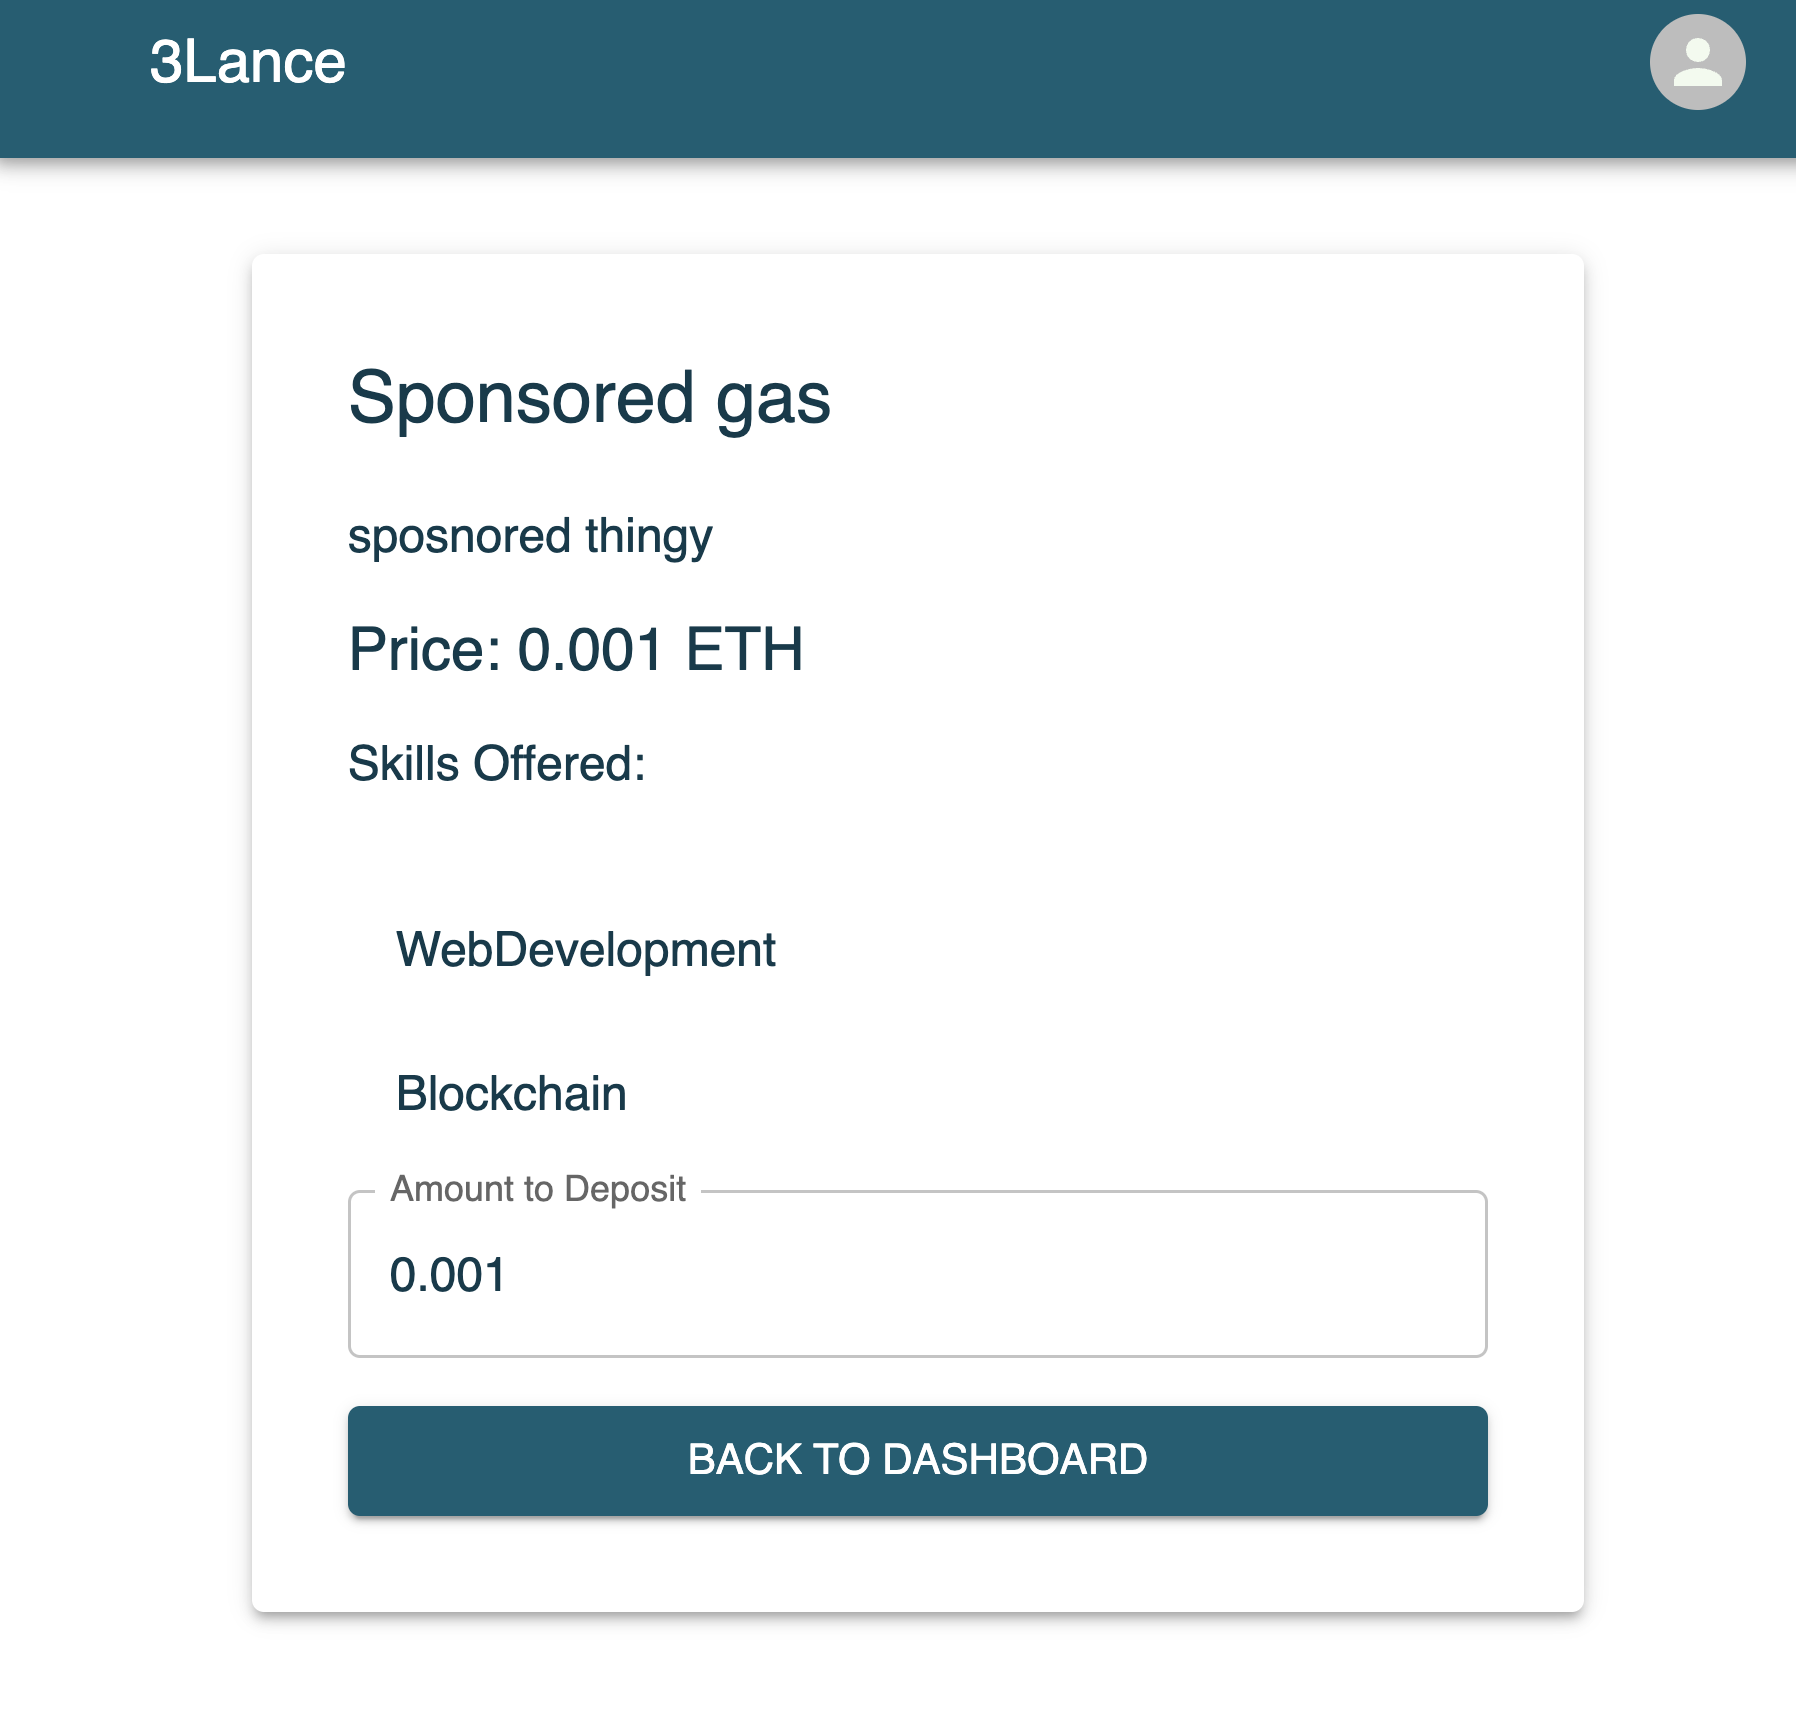 3Lance
Sponsored gas
sposnored thingy
Price: 0.001 ETH
Skills Offered:
WebDevelopment
Blockchain
Amount to Deposit
0.001
BACK TO DASHBOARD